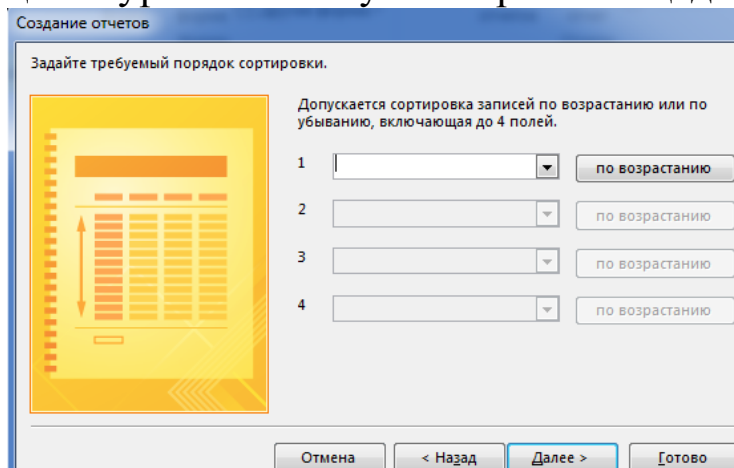 Создание отчетов
Задайте требуемый порядок сортировки.
Допускается сортировка записей по возрастанию или по
убыванию, включающая до 4 полей.
1 по возрастанию
2 по возрастанию
3 по возрастанию
4 по возрастанию
Отмена < Назад Далее > Готово